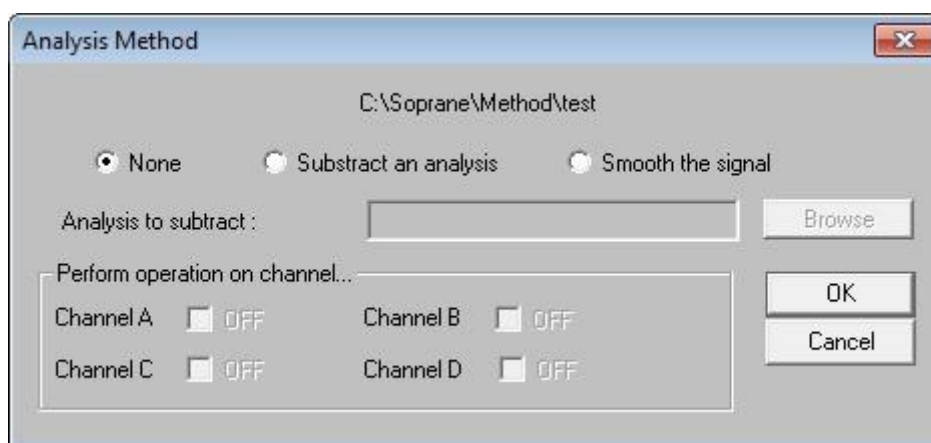 Analysis Method
C:\Soprane\Method\test
None Substract an analysis Smooth the signal
Analysis to subtract : Browse
Perform operation on channel...
OK
Channel A OFF Channel B OFF
Cancel
Channel C OFF Channel D OFF